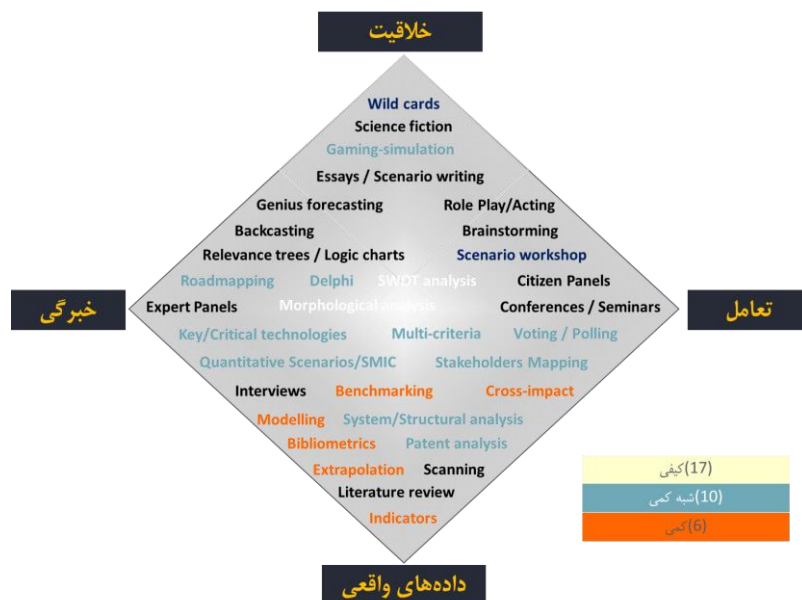 خلاقیت
Wild cards
Science fiction
Gaming-simulation
Essays / Scenario writing
Genius forecasting Role Play/Acting
Backcasting Brainstorming
Relevance trees / Logic charts Scenario workshop
Roadmapping Delphi SWOT analysis Citizen Panels
خبرگی Expert Panels Morphological analysis Conferences / Seminars تعامل
Key/Critical technologies Multi-criteria Voting / Polling
Quantitative Scenarios/SMIC Stakeholders Mapping
Interviews Benchmarking Cross-impact
Modelling System/Structural analysis
Bibliometrics Patent analysis
Extrapolation Scanning
Literature review
Indicators
(17)کیفی
(10)شبه کمی
(6)کمی
داده‌های واقعی